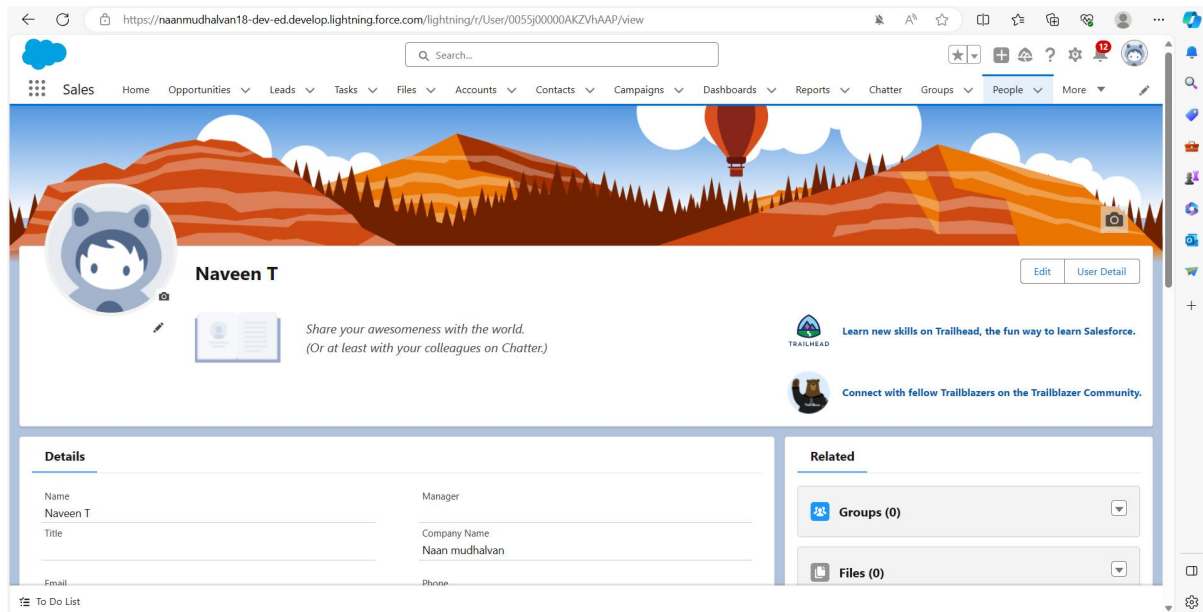 https://naanmudhalvan18-dev-ed.develop.lightning.force.com/lightning/r/User/0055j00000AKZVhAAP/view
Search...
12
Sales Home Opportunities Leads Tasks Files Accounts Contacts Campaigns Dashboards Reports Chatter Groups People More
Naveen T
Edit User Detail
Share your awesomeness with the world.
(Or at least with your colleagues on Chatter.)
TRAILHEAD
Learn new skills on Trailhead, the fun way to learn Salesforce.
Connect with fellow Trailblazers on the Trailblazer Community.
Details
Name
Naveen T
Manager
Title
Company Name
Naan mudhalvan
Email
Phone
Related
Groups (0)
Files (0)
To Do List